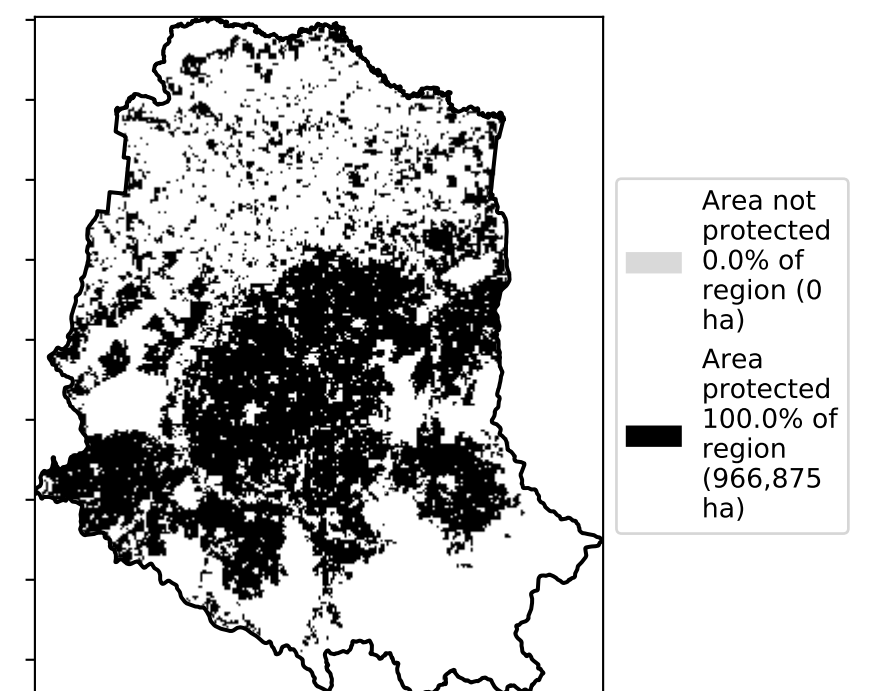 Area not
protected
0.0% of
region (0
ha)
Area
protected
100.0% of
region
(966,875
ha)